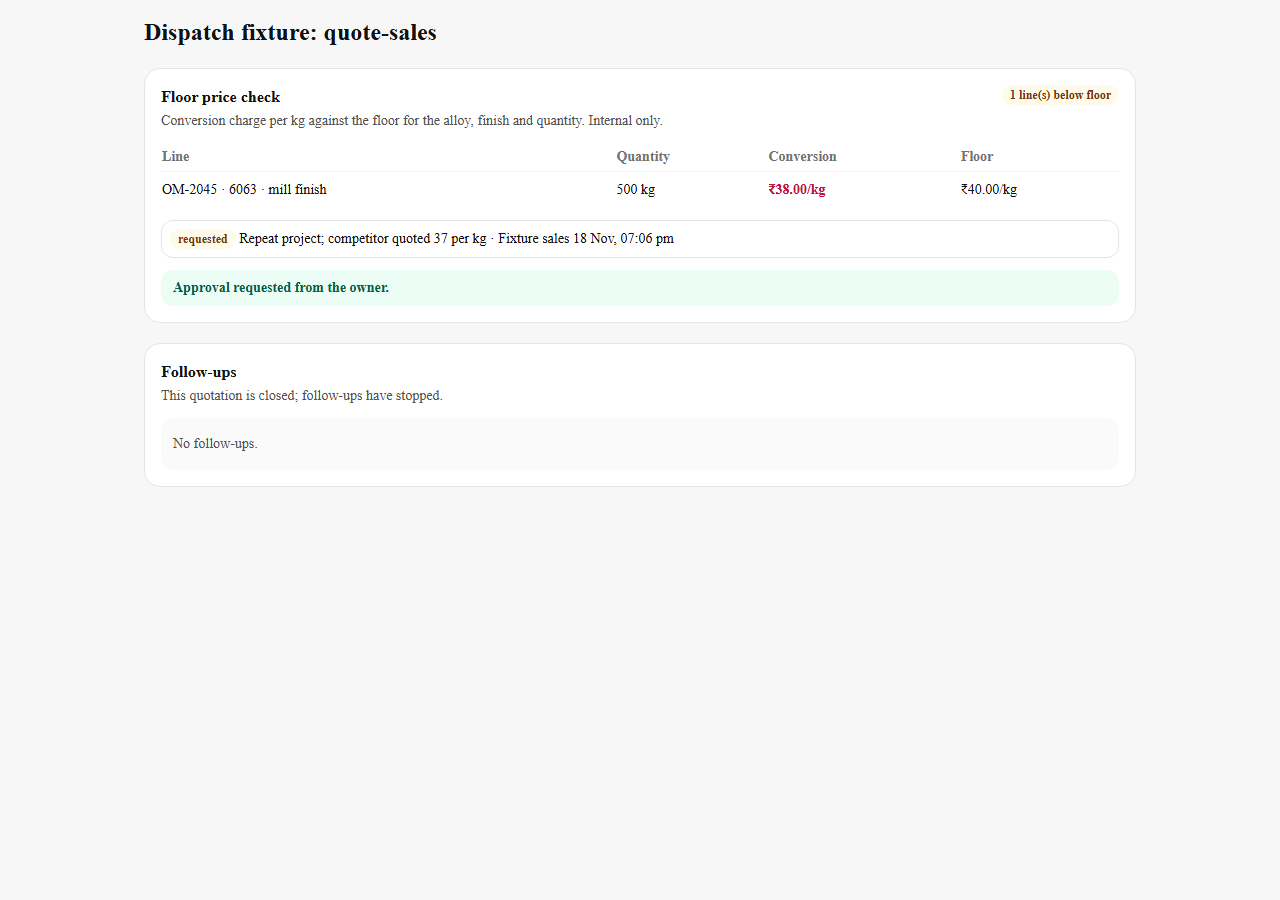 Dispatch fixture: quote-sales
Floor price check
1 line(s) below floor
Conversion charge per kg against the floor for the alloy, finish and quantity. Internal only.
Line Quantity Conversion Floor
OM-2045 · 6063 · mill finish 500 kg ₹38.00/kg ₹40.00/kg
requested Repeat project; competitor quoted 37 per kg · Fixture sales 18 Nov, 07:06 pm
Approval requested from the owner.
Follow-ups
This quotation is closed; follow-ups have stopped.
No follow-ups.